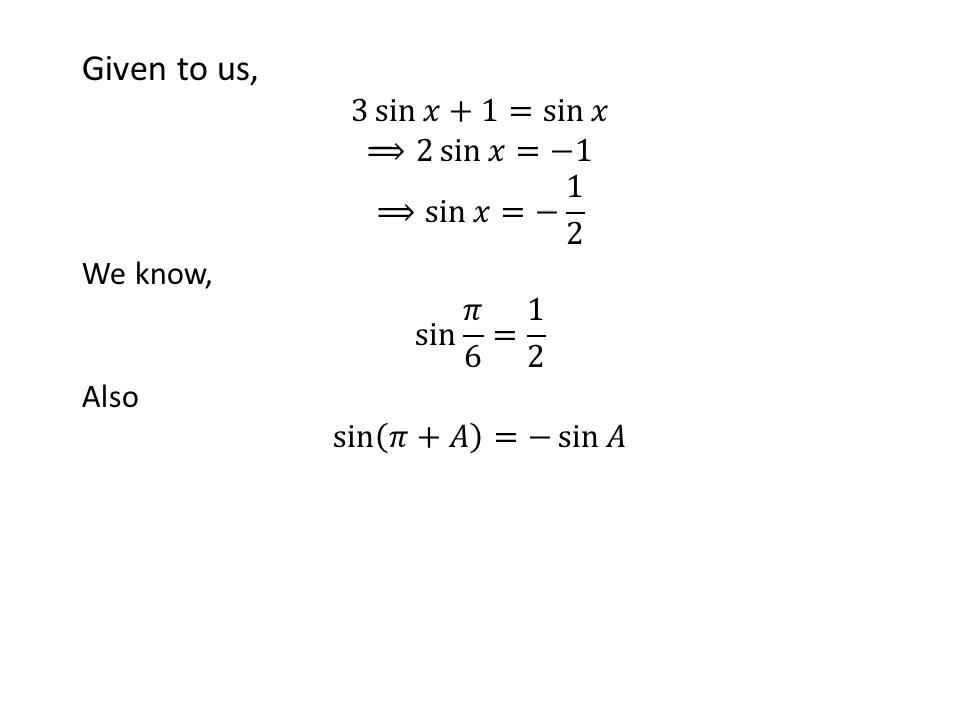 Given to us,
3 sin 𝑥 + 1 = sin 𝑥
⟹ 2 sin 𝑥 = −1
⟹ sin 𝑥 = − 1/2
We know,
sin 𝜋/6 = 1/2
Also
sin(𝜋 + 𝐴) = − sin 𝐴